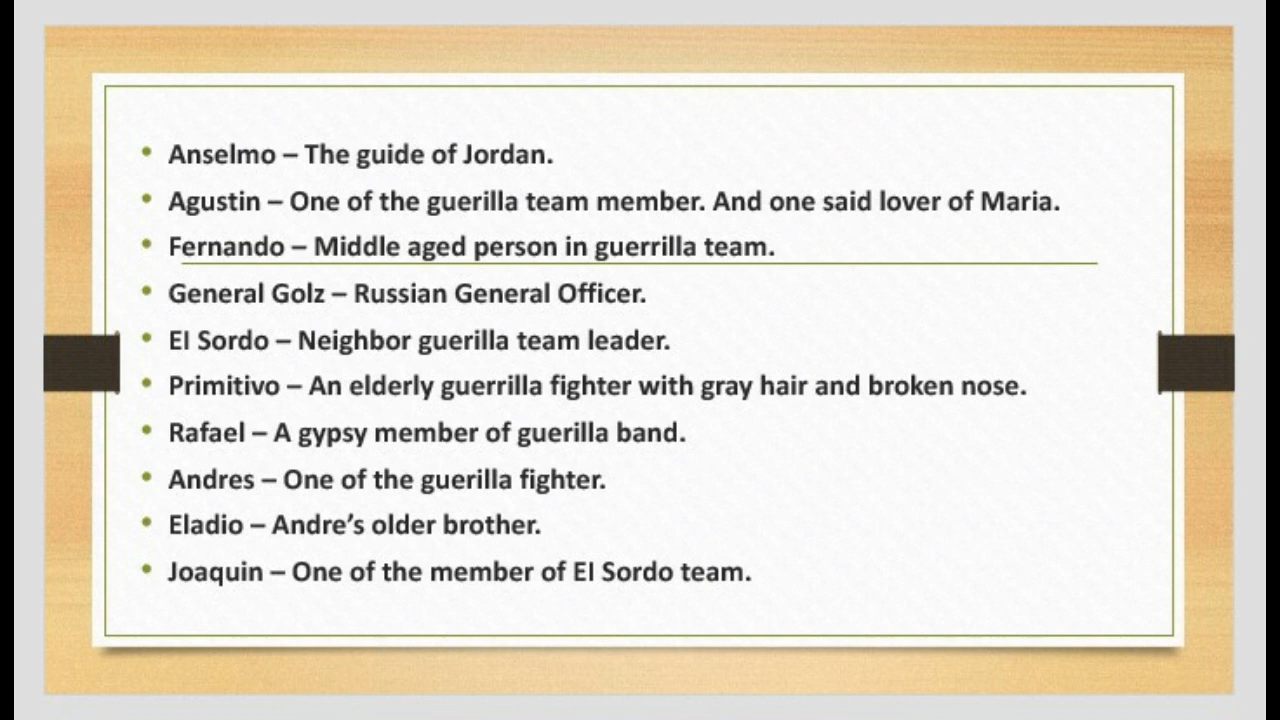 • Anselmo – The guide of Jordan.
• Agustin – One of the guerilla team member. And one said lover of Maria.
• Fernando – Middle aged person in guerrilla team.
• General Golz – Russian General Officer.
• EI Sordo – Neighbor guerilla team leader.
• Primitivo – An elderly guerrilla fighter with gray hair and broken nose.
• Rafael – A gypsy member of guerilla band.
• Andres – One of the guerilla fighter.
• Eladio – Andre’s older brother.
• Joaquin – One of the member of EI Sordo team.